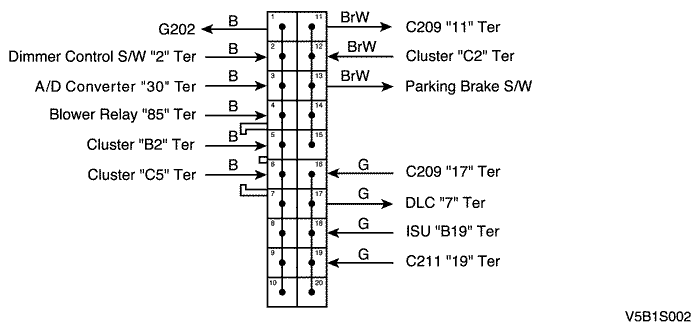 G202 B 1 11 BrW C209 "11" Ter
Dimmer Control S/W "2" Ter B 2 12 BrW Cluster "C2" Ter
A/D Converter "30" Ter B 3 13 BrW Parking Brake S/W
Blower Relay "85" Ter B 4 14
Cluster "B2" Ter B 5 15
Cluster "C5" Ter B 6 16 G C209 "17" Ter
7 17 G DLC "7" Ter
8 18 G ISU "B19" Ter
9 19 G C211 "19" Ter
10 20
V5B1S002